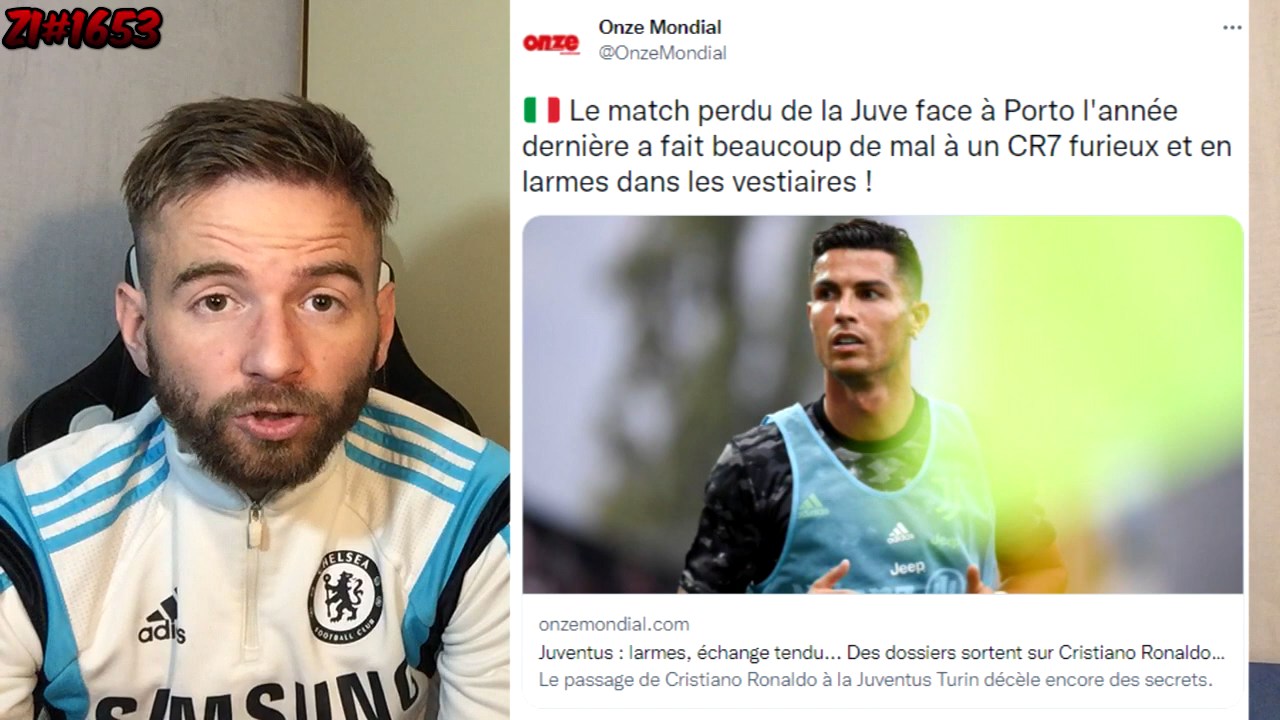 Z1#1653
onze
Onze Mondial
@OnzeMondial
Le match perdu de la Juve face à Porto l'année
dernière a fait beaucoup de mal à un CR7 furieux et en
larmes dans les vestiaires !
adidas
Jeep
CHELSEA
FOOTBALL CLUB
adidas
SAMSUNG
onzemondial.com
Juventus : larmes, échange tendu... Des dossiers sortent sur Cristiano Ronaldo...
Le passage de Cristiano Ronaldo à la Juventus Turin décèle encore des secrets.